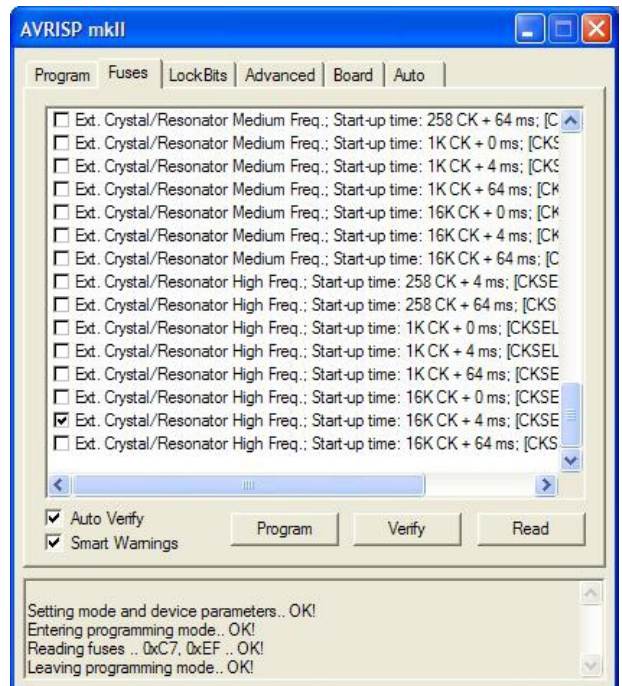 AVRISP mkII
Program Fuses LockBits Advanced Board Auto
Ext. Crystal/Resonator Medium Freq.; Start-up time: 258 CK + 64 ms; [C
Ext. Crystal/Resonator Medium Freq.; Start-up time: 1K CK + 0 ms; [CKS
Ext. Crystal/Resonator Medium Freq.; Start-up time: 1K CK + 4 ms; [CKS
Ext. Crystal/Resonator Medium Freq.; Start-up time: 1K CK + 64 ms; [CK
Ext. Crystal/Resonator Medium Freq.; Start-up time: 16K CK + 0 ms; [CK
Ext. Crystal/Resonator Medium Freq.; Start-up time: 16K CK + 4 ms; [CK
Ext. Crystal/Resonator Medium Freq.; Start-up time: 16K CK + 64 ms; [C
Ext. Crystal/Resonator High Freq.; Start-up time: 258 CK + 4 ms; [CKSE
Ext. Crystal/Resonator High Freq.; Start-up time: 258 CK + 64 ms; [CKS
Ext. Crystal/Resonator High Freq.; Start-up time: 1K CK + 0 ms; [CKSEL
Ext. Crystal/Resonator High Freq.; Start-up time: 1K CK + 4 ms; [CKSEL
Ext. Crystal/Resonator High Freq.; Start-up time: 1K CK + 64 ms; [CKSE
Ext. Crystal/Resonator High Freq.; Start-up time: 16K CK + 0 ms; [CKSE
Ext. Crystal/Resonator High Freq.; Start-up time: 16K CK + 4 ms; [CKSE
Ext. Crystal/Resonator High Freq.; Start-up time: 16K CK + 64 ms; [CKS
Auto Verify
Smart Warnings
Program Verify Read
Setting mode and device parameters.. OK!
Entering programming mode.. OK!
Reading fuses .. 0xC7, 0xEF .. OK!
Leaving programming mode.. OK!